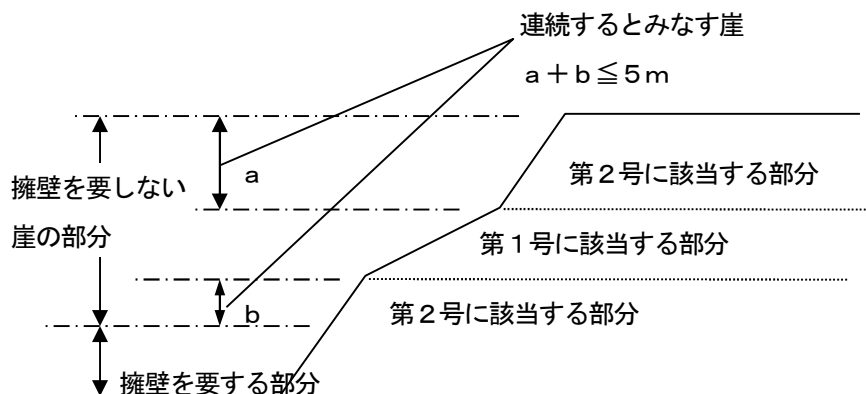 連続するとみなす崖
a＋b≦5m
a
擁壁を要しない
崖の部分
第2号に該当する部分
第1号に該当する部分
b
第2号に該当する部分
擁壁を要する部分